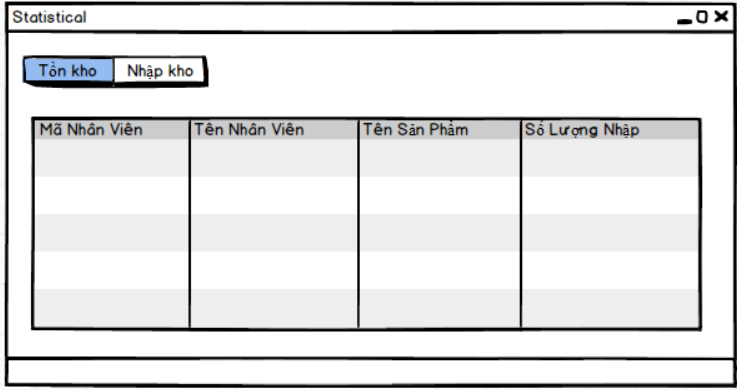 Statistical
Tồn kho Nhập kho
Mã Nhân Viên Tên Nhân Viên Tên Sản Phẩm Số Lượng Nhập